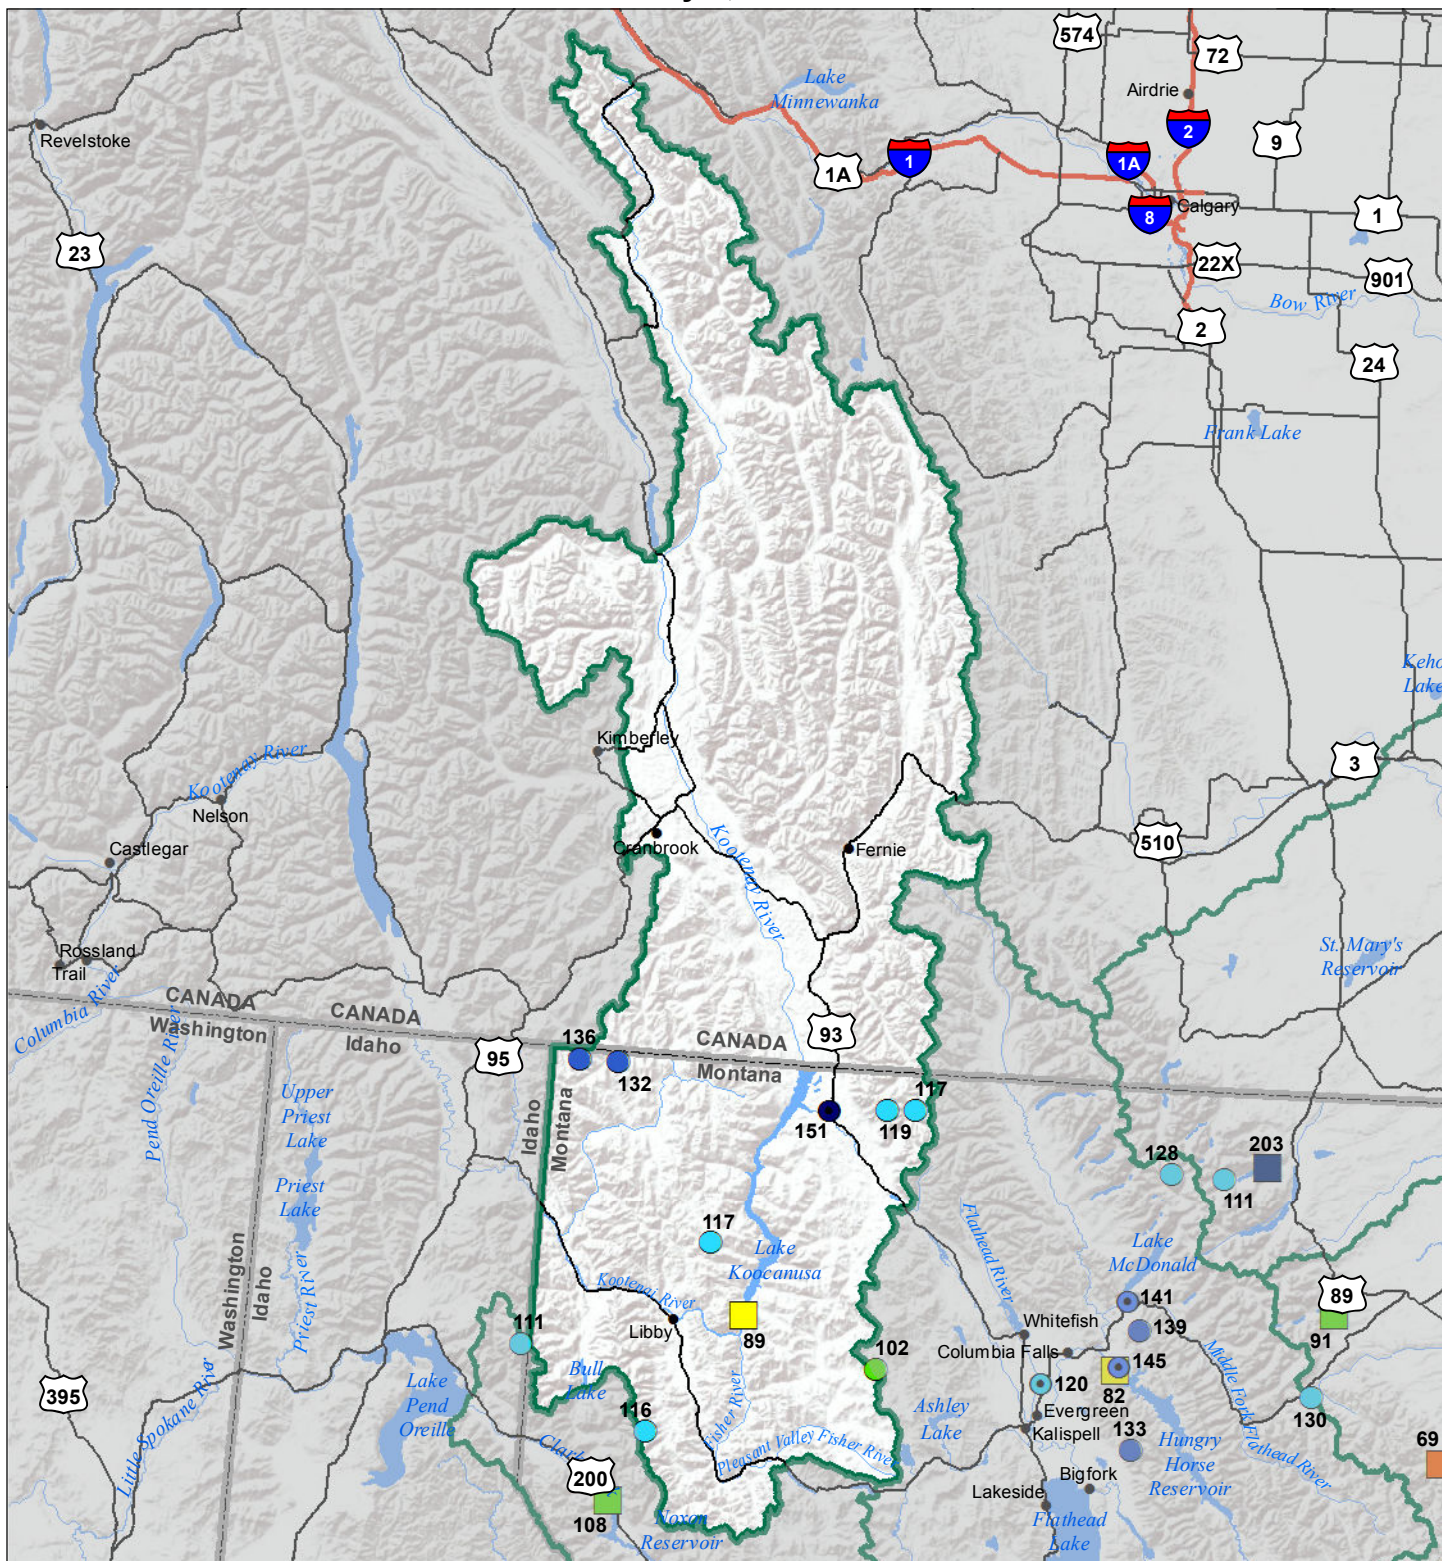 574
72
Lake
Minnewanka
Airdrie
Revelstoke
2
9
1
1A
1A
8
Calgary
1
23
22X
901
Bow River
2
24
Frank Lake
Lake
3
Kimberley
Kootenay River
Nelson
Kootenay River
Cranbrook
Fernie
510
Castlegar
Rossland
Trail
St. Mary's
Reservoir
Columbia River
CANADA
Washington
CANADA
Idaho
Pend Oreille River
136
132
95
CANADA
Montana
93
Upper
Priest
Lake
Idaho
Montana
151
119
117
128
203
111
Priest
Lake
117
Lake
Koocanusa
Flathead River
Lake
McDonald
Washington
Idaho
Priest River
Kootenai River
Libby
89
141
89
91
111
Whitefish
139
Columbia Falls
102
145
82
120
Middle Fork Flathead River
130
395
Little Spokane River
Lake
Pend
Oreille
Bull
Lake
116
Fisher River
Pleasant Valley Fisher River
Ashley
Lake
Evergreen
Kalispell
133
Hungry
Horse
Reservoir
69
200
108
Noxon
Reservoir
Bigfork
Lakeside
Flathead
Lake